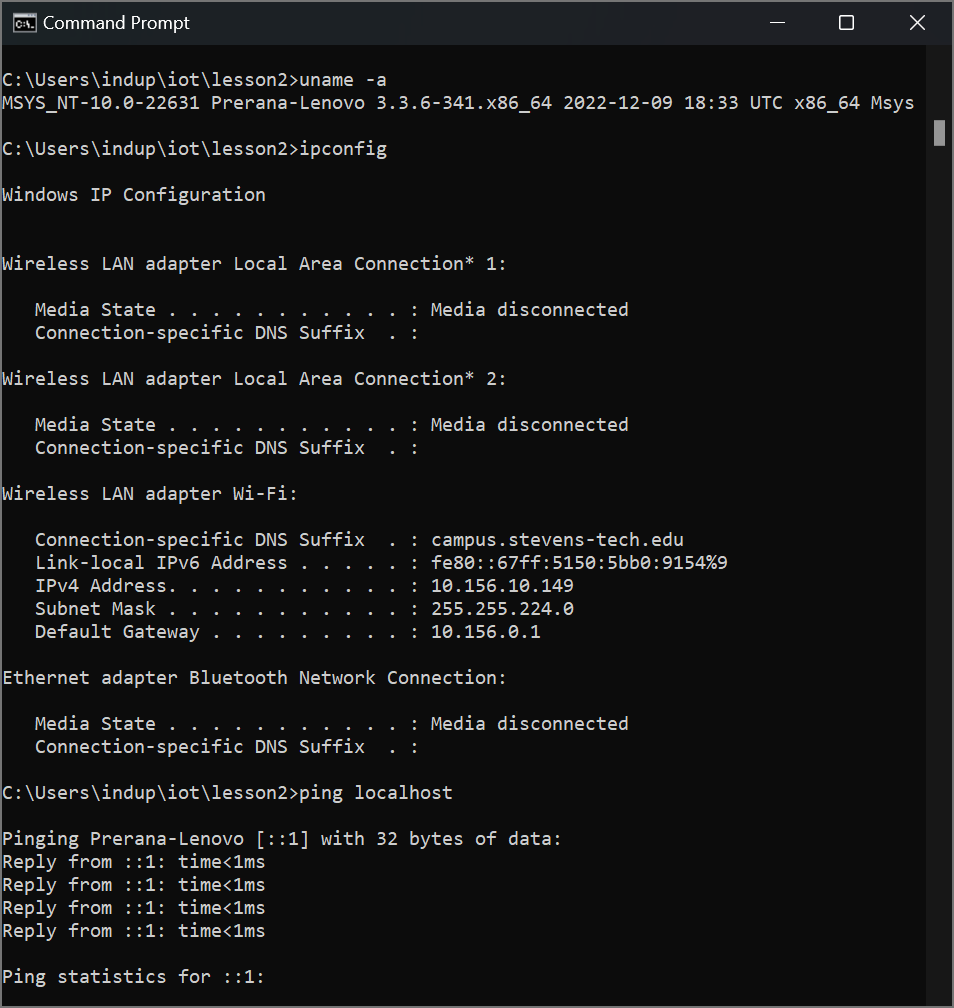 Command Prompt
C:\Users\indup\iot\lesson2>uname -a
MSYS_NT-10.0-22631 Prerana-Lenovo 3.3.6-341.x86_64 2022-12-09 18:33 UTC x86_64 Msys
C:\Users\indup\iot\lesson2>ipconfig
Windows IP Configuration
Wireless LAN adapter Local Area Connection* 1:
   Media State . . . . . . . . . . . : Media disconnected
   Connection-specific DNS Suffix  . :
Wireless LAN adapter Local Area Connection* 2:
   Media State . . . . . . . . . . . : Media disconnected
   Connection-specific DNS Suffix  . :
Wireless LAN adapter Wi-Fi:
   Connection-specific DNS Suffix  . : campus.stevens-tech.edu
   Link-local IPv6 Address . . . . . : fe80::67ff:5150:5bb0:9154%9
   IPv4 Address. . . . . . . . . . . : 10.156.10.149
   Subnet Mask . . . . . . . . . . . : 255.255.224.0
   Default Gateway . . . . . . . . . : 10.156.0.1
Ethernet adapter Bluetooth Network Connection:
   Media State . . . . . . . . . . . : Media disconnected
   Connection-specific DNS Suffix  . :
C:\Users\indup\iot\lesson2>ping localhost
Pinging Prerana-Lenovo [::1] with 32 bytes of data:
Reply from ::1: time<1ms
Reply from ::1: time<1ms
Reply from ::1: time<1ms
Reply from ::1: time<1ms
Ping statistics for ::1: